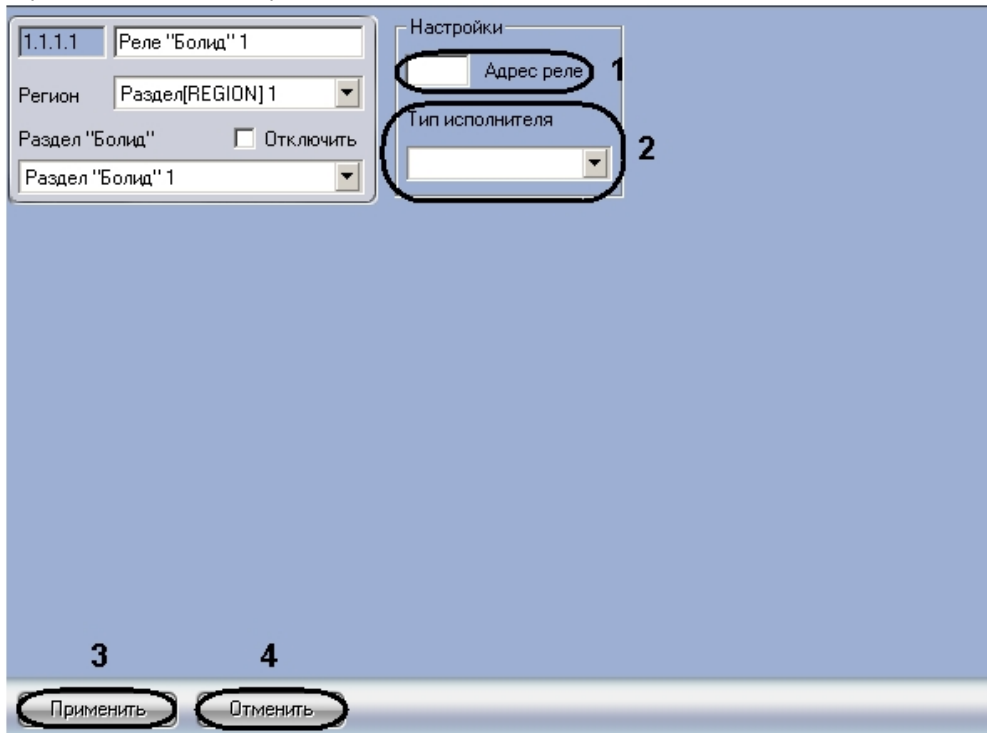 1.1.1.1 Реле "Болид" 1
Регион Раздел[REGION] 1
Раздел "Болид" Отключить
Раздел "Болид" 1
Настройки
Адрес реле 1
Тип исполнителя
2
3 4
Применить Отменить